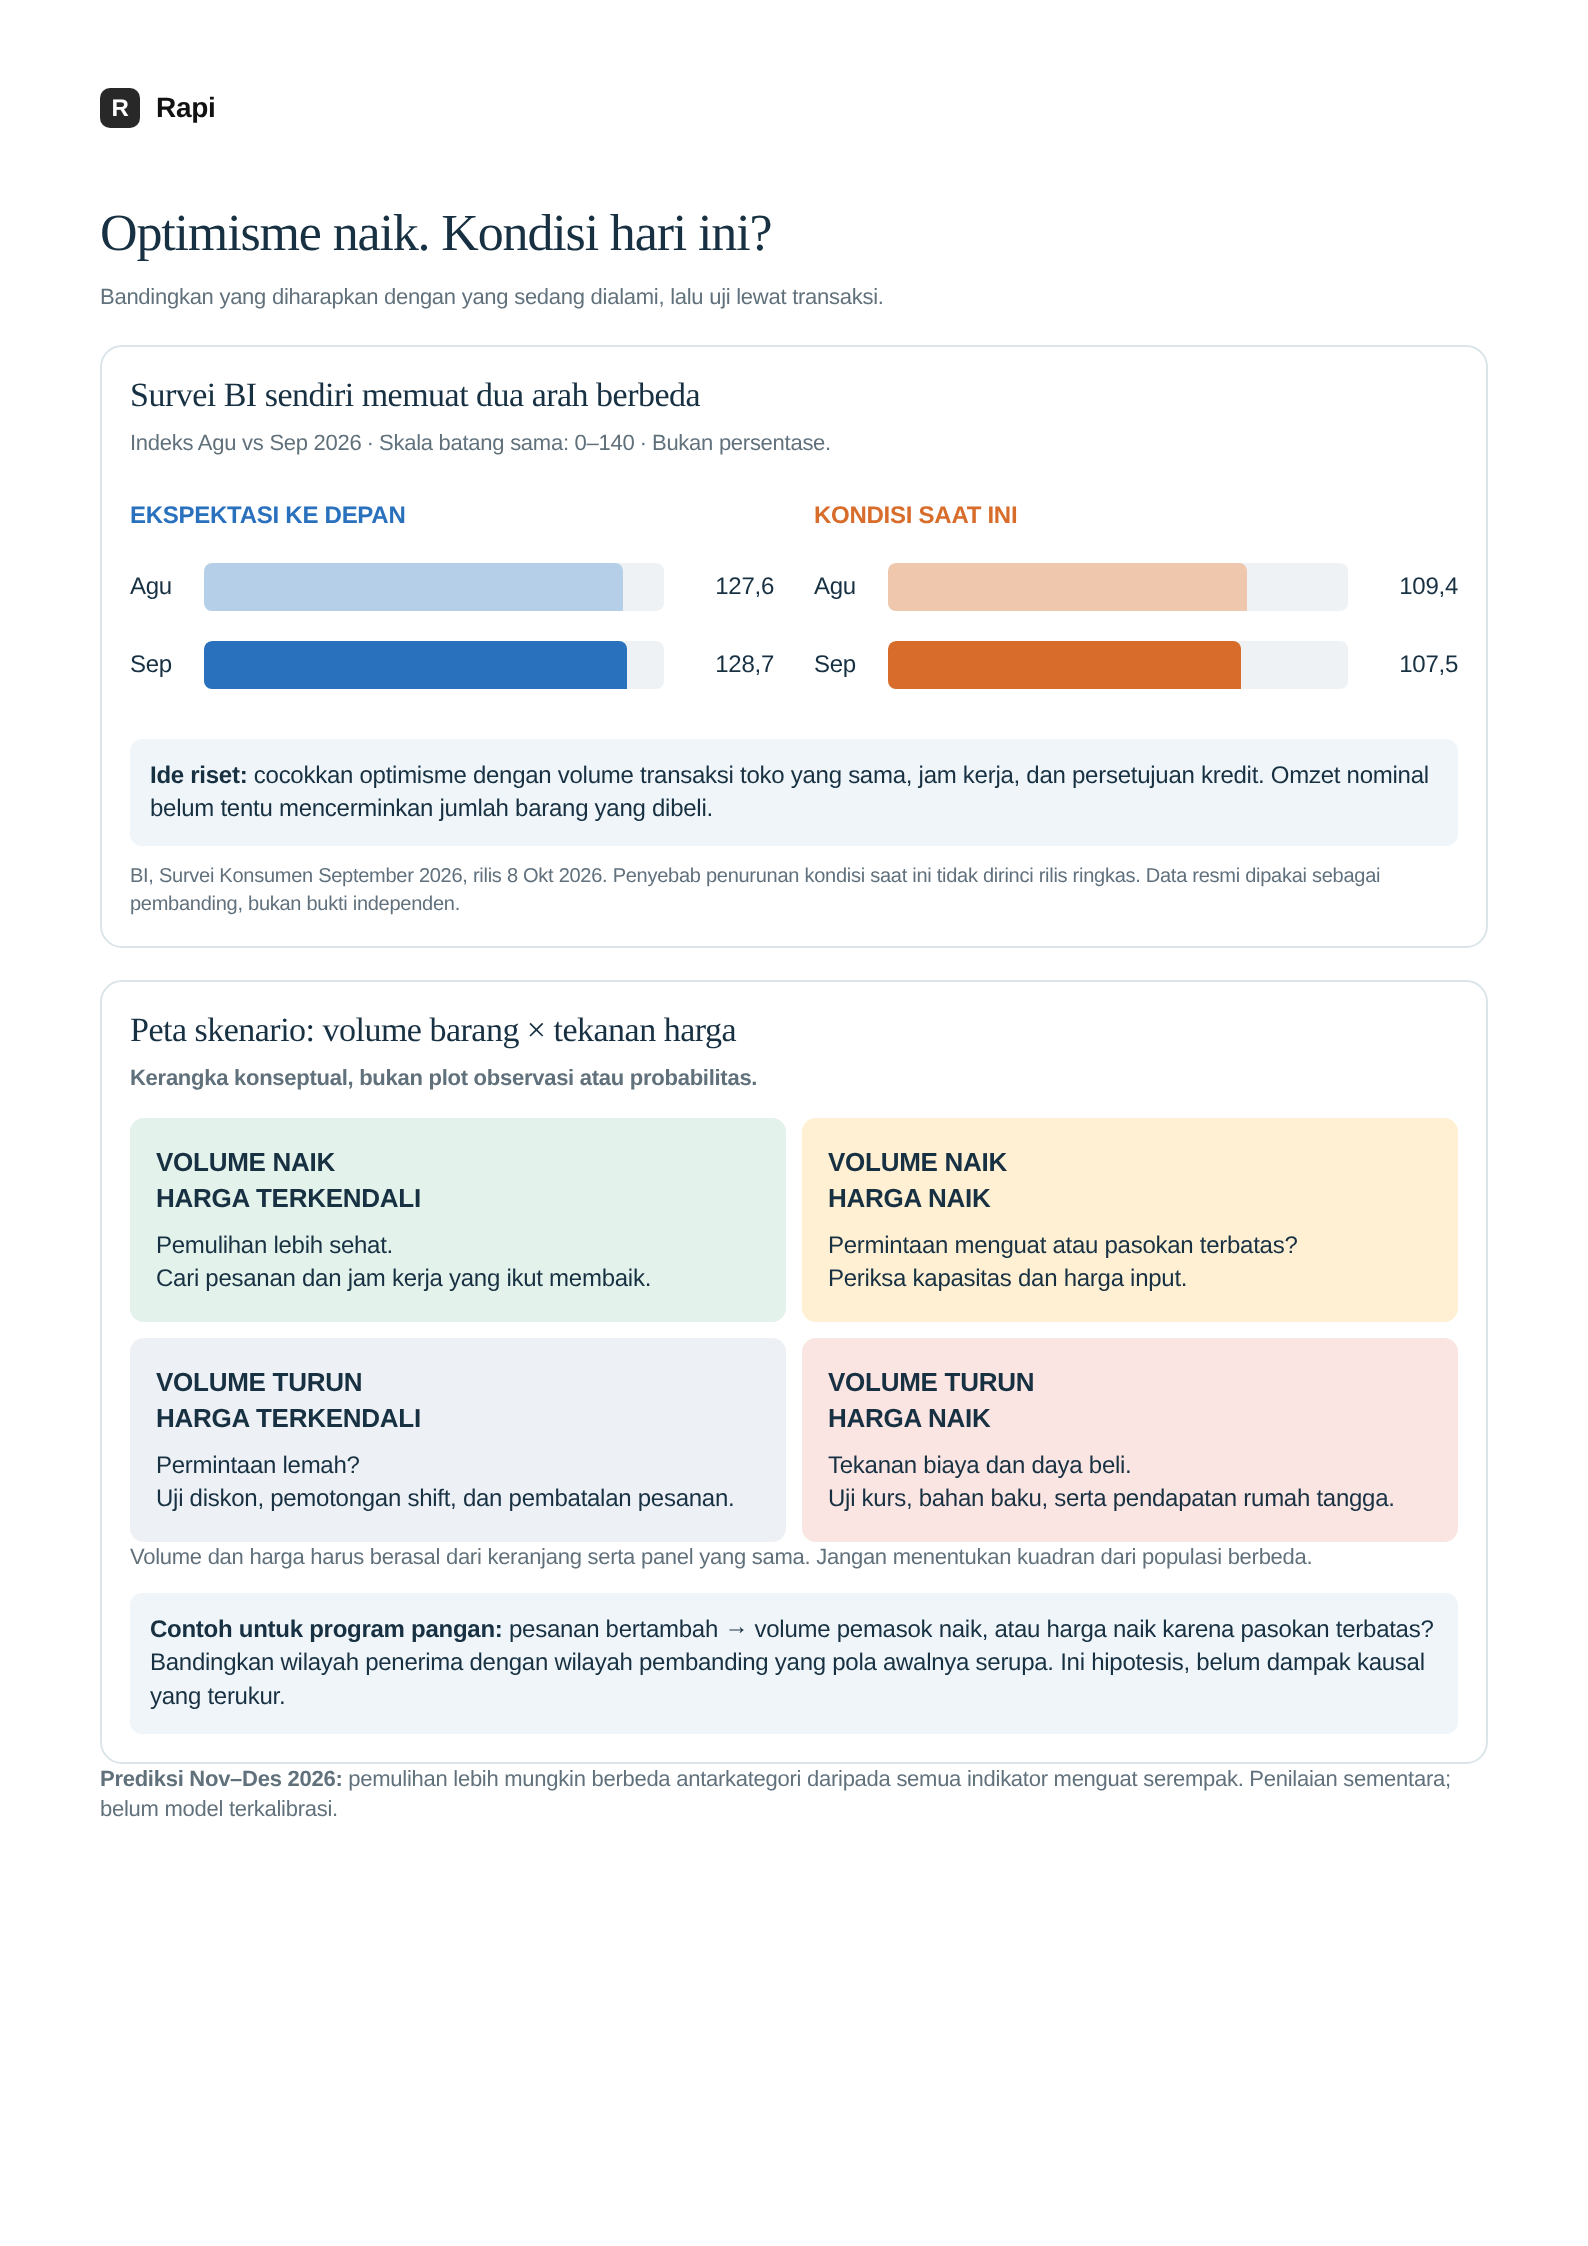 R Rapi
Optimisme naik. Kondisi hari ini?
Bandingkan yang diharapkan dengan yang sedang dialami, lalu uji lewat transaksi.
Survei BI sendiri memuat dua arah berbeda
Indeks Agu vs Sep 2026 · Skala batang sama: 0–140 · Bukan persentase.
EKSPEKTASI KE DEPAN
Agu 127,6
Sep 128,7
KONDISI SAAT INI
Agu 109,4
Sep 107,5
Ide riset: cocokkan optimisme dengan volume transaksi toko yang sama, jam kerja, dan persetujuan kredit. Omzet nominal
belum tentu mencerminkan jumlah barang yang dibeli.
BI, Survei Konsumen September 2026, rilis 8 Okt 2026. Penyebab penurunan kondisi saat ini tidak dirinci rilis ringkas. Data resmi dipakai sebagai
pembanding, bukan bukti independen.
Peta skenario: volume barang × tekanan harga
Kerangka konseptual, bukan plot observasi atau probabilitas.
VOLUME NAIK
HARGA TERKENDALI
Pemulihan lebih sehat.
Cari pesanan dan jam kerja yang ikut membaik.
VOLUME NAIK
HARGA NAIK
Permintaan menguat atau pasokan terbatas?
Periksa kapasitas dan harga input.
VOLUME TURUN
HARGA TERKENDALI
Permintaan lemah?
Uji diskon, pemotongan shift, dan pembatalan pesanan.
VOLUME TURUN
HARGA NAIK
Tekanan biaya dan daya beli.
Uji kurs, bahan baku, serta pendapatan rumah tangga.
Volume dan harga harus berasal dari keranjang serta panel yang sama. Jangan menentukan kuadran dari populasi berbeda.
Contoh untuk program pangan: pesanan bertambah → volume pemasok naik, atau harga naik karena pasokan terbatas?
Bandingkan wilayah penerima dengan wilayah pembanding yang pola awalnya serupa. Ini hipotesis, belum dampak kausal
yang terukur.
Prediksi Nov–Des 2026: pemulihan lebih mungkin berbeda antarkategori daripada semua indikator menguat serempak. Penilaian sementara;
belum model terkalibrasi.